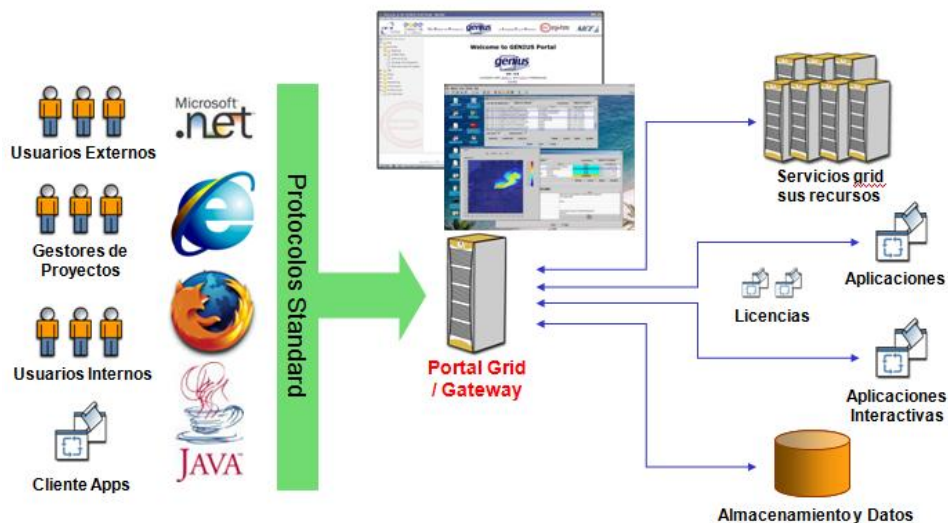 Welcome to GENIUS Portal
genius
Usuarios Externos
Microsoft
.net
Gestores de
Proyectos
Usuarios Internos
Cliente Apps
JAVA
Protocolos Standard
Portal Grid
/ Gateway
Servicios grid
sus recursos
Aplicaciones
Licencias
Aplicaciones
Interactivas
Almacenamiento y Datos